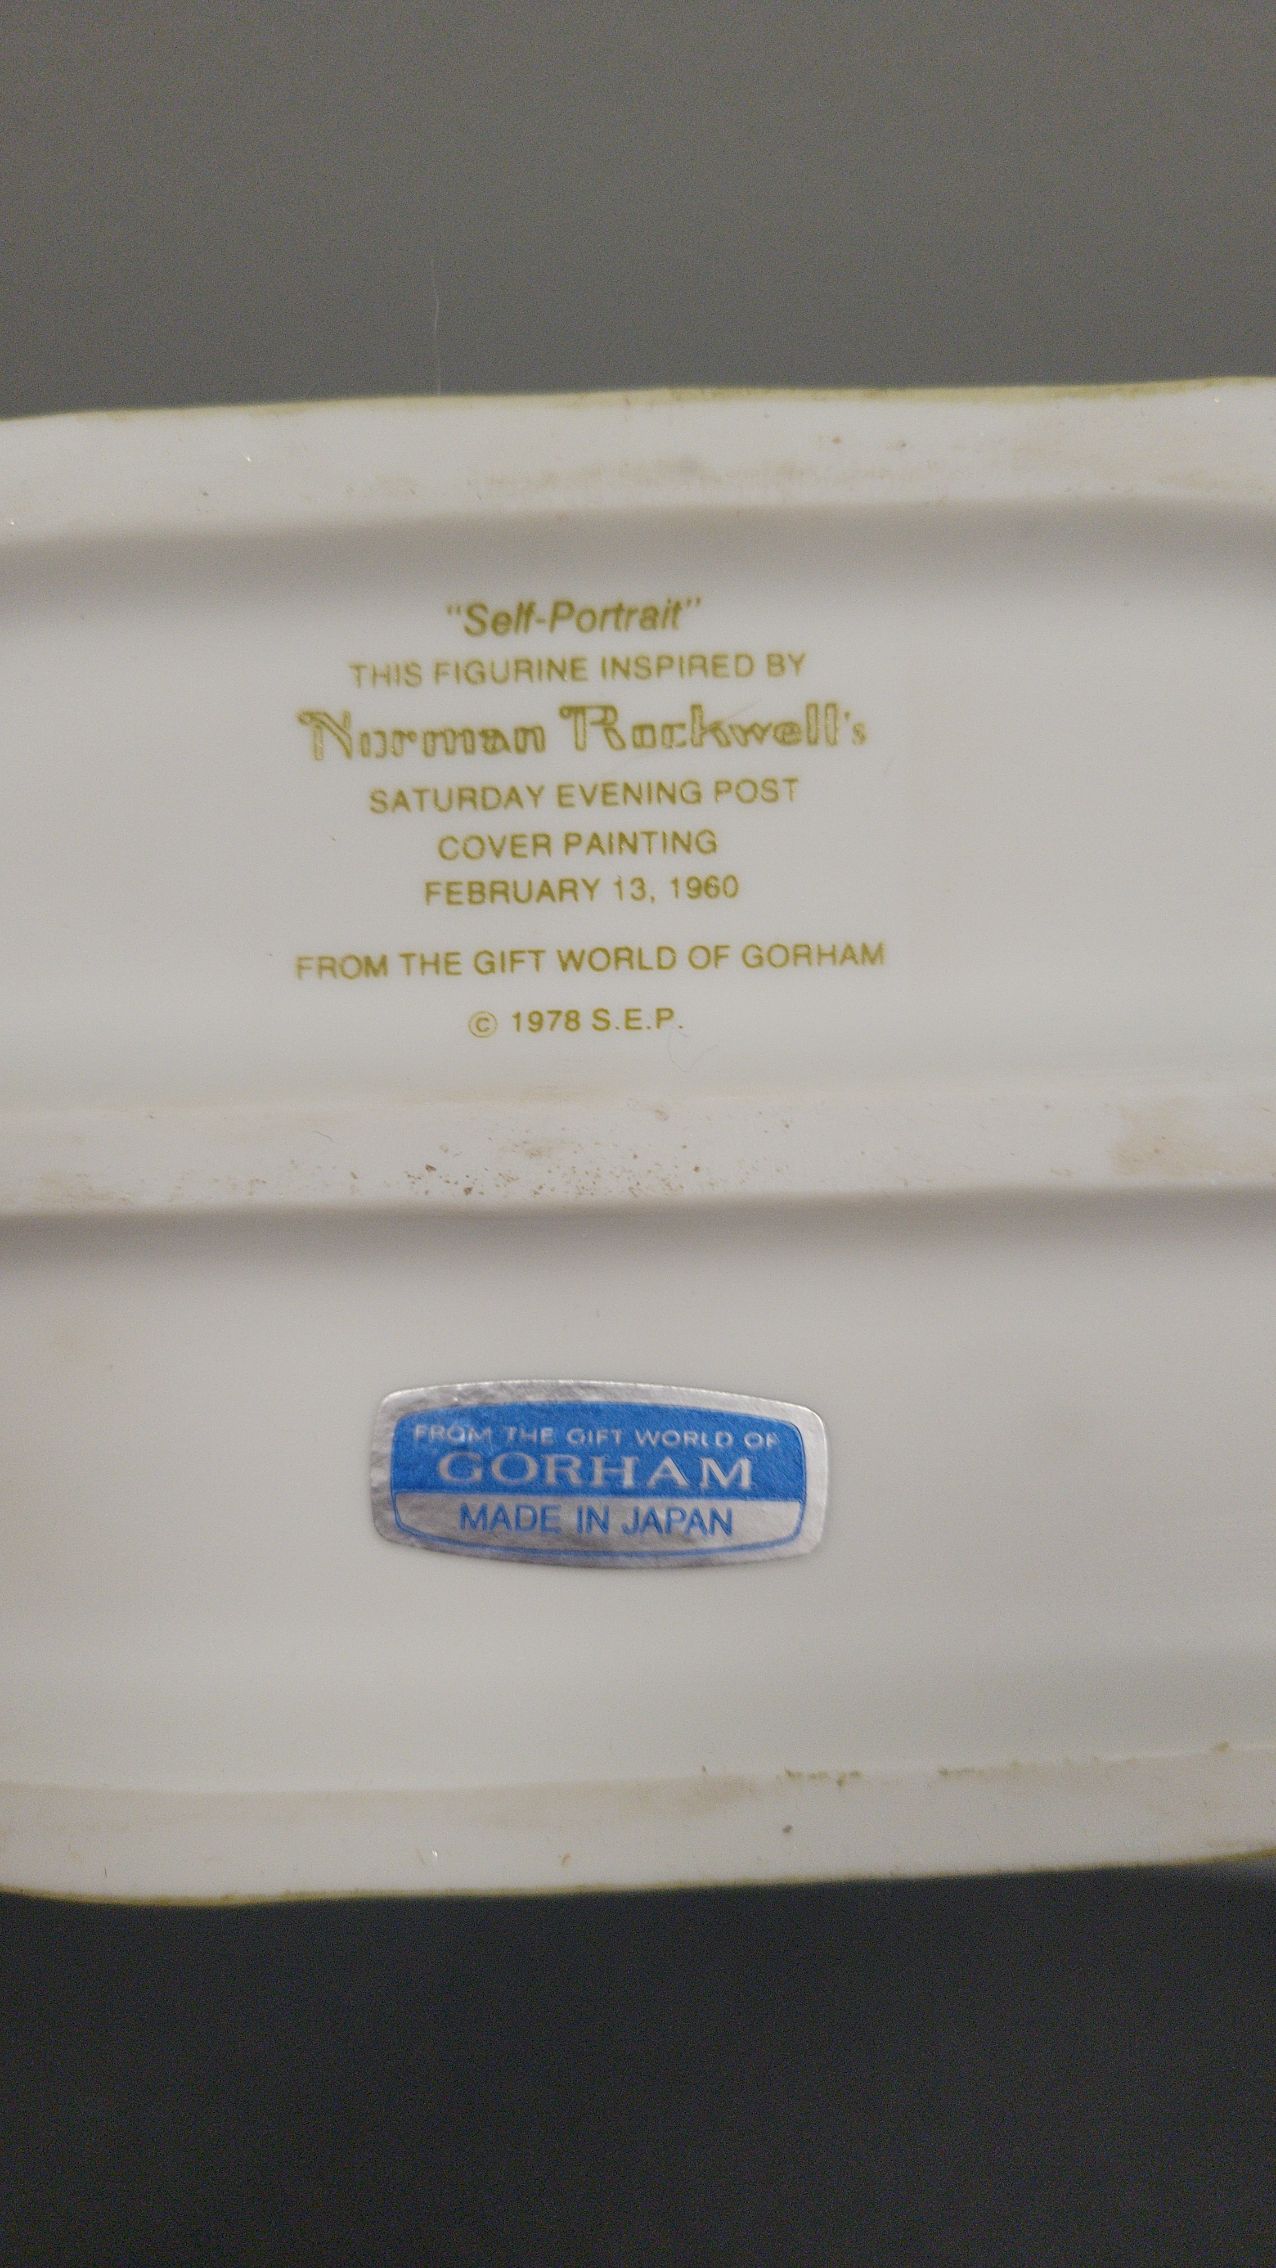 "Self-Portrait"
THIS FIGURINE INSPIRED BY
Norman Rockwell's
SATURDAY EVENING POST
COVER PAINTING
FEBRUARY 13, 1960
FROM THE GIFT WORLD OF GORHAM
© 1978 S.E.P.
FROM THE GIFT WORLD OF
GORHAM
MADE IN JAPAN